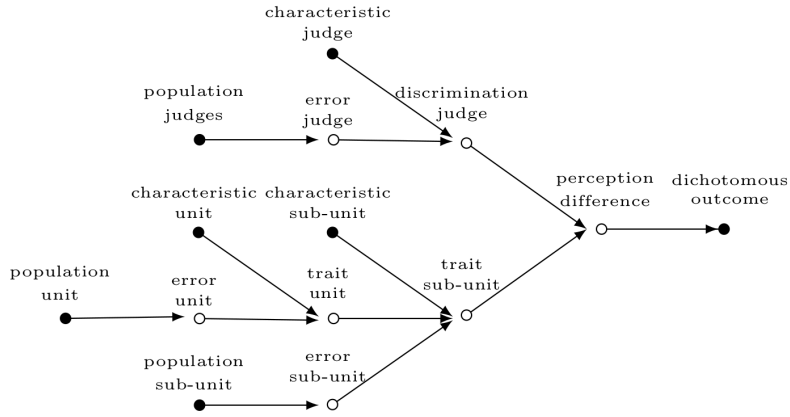 characteristic
judge
population
judges
error
judge
discrimination
judge
perception
difference
dichotomous
outcome
characteristic
unit
characteristic
sub-unit
population
unit
error
unit
trait
unit
trait
sub-unit
population
sub-unit
error
sub-unit